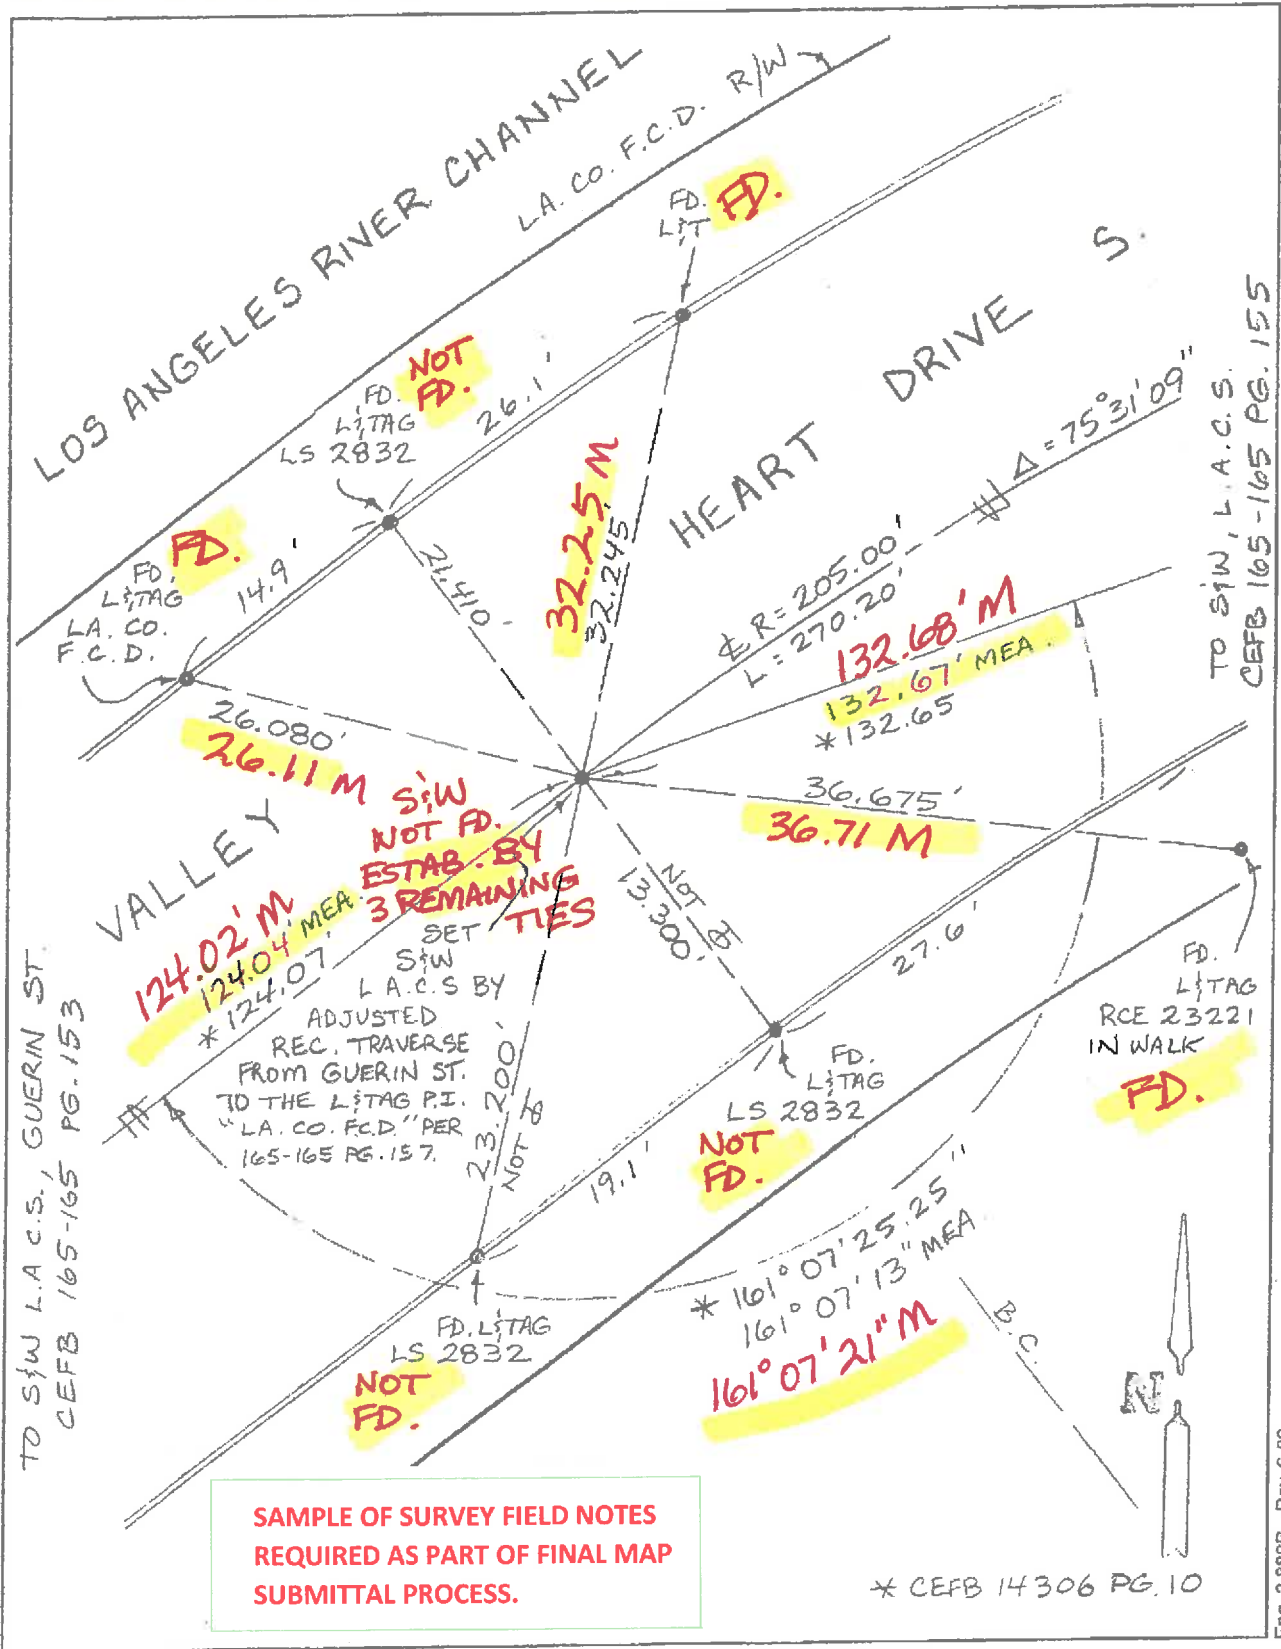 LOS ANGELES RIVER CHANNEL
LA. CO. F.C.D. R/W
FD.
L&T
FD.
NOT
FD.
FD.
L&TAG
LS 2832
26.1'
FD.
FD.
L&TAG
LA. CO.
F.C.D.
14.9'
21.410'
32.25 M
32.245'
VALLEY HEART DRIVE S.
Δ = 75°31'09"
℄ R = 205.00'
L = 270.20'
132.68' M
132.67' MEA.
*132.65
TO S&W, L.A.C.S.
CEFB 165-165 PG. 155
26.080'
26.11 M
36.675'
36.71 M
S&W
NOT FD.
ESTAB. BY
3 REMAINING
TIES
124.02' M
124.04' MEA.
*124.07'
SET
S&W
L.A.C.S BY
ADJUSTED
REC. TRAVERSE
FROM GUERIN ST.
TO THE L&TAG P.I.
"LA. CO. F.C.D." PER
165-165 PG. 157.
NOT
13.300'
27.6'
FD.
L&TAG
RCE 23221
IN WALK
FD.
FD.
L&TAG
LS 2832
NOT
FD.
23.200'
NOT
19.1'
FD. L&TAG
LS 2832
NOT
FD.
* 161° 07' 25.25"
161° 07' 13" MEA
161° 07' 21" M
B.C.
N
TO S&W L.A C.S., GUERIN ST.
CEFB 165-165 PG. 153
SAMPLE OF SURVEY FIELD NOTES
REQUIRED AS PART OF FINAL MAP
SUBMITTAL PROCESS.
* CEFB 14306 PG. 10